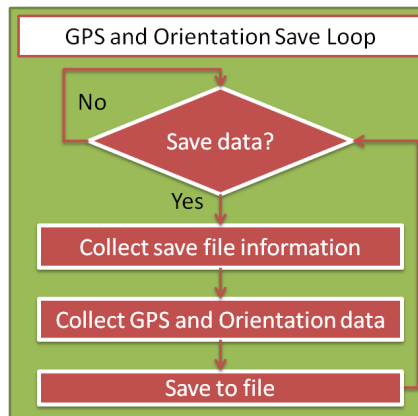 GPS and Orientation Save Loop
No
Save data?
Yes
Collect save file information
Collect GPS and Orientation data
Save to file